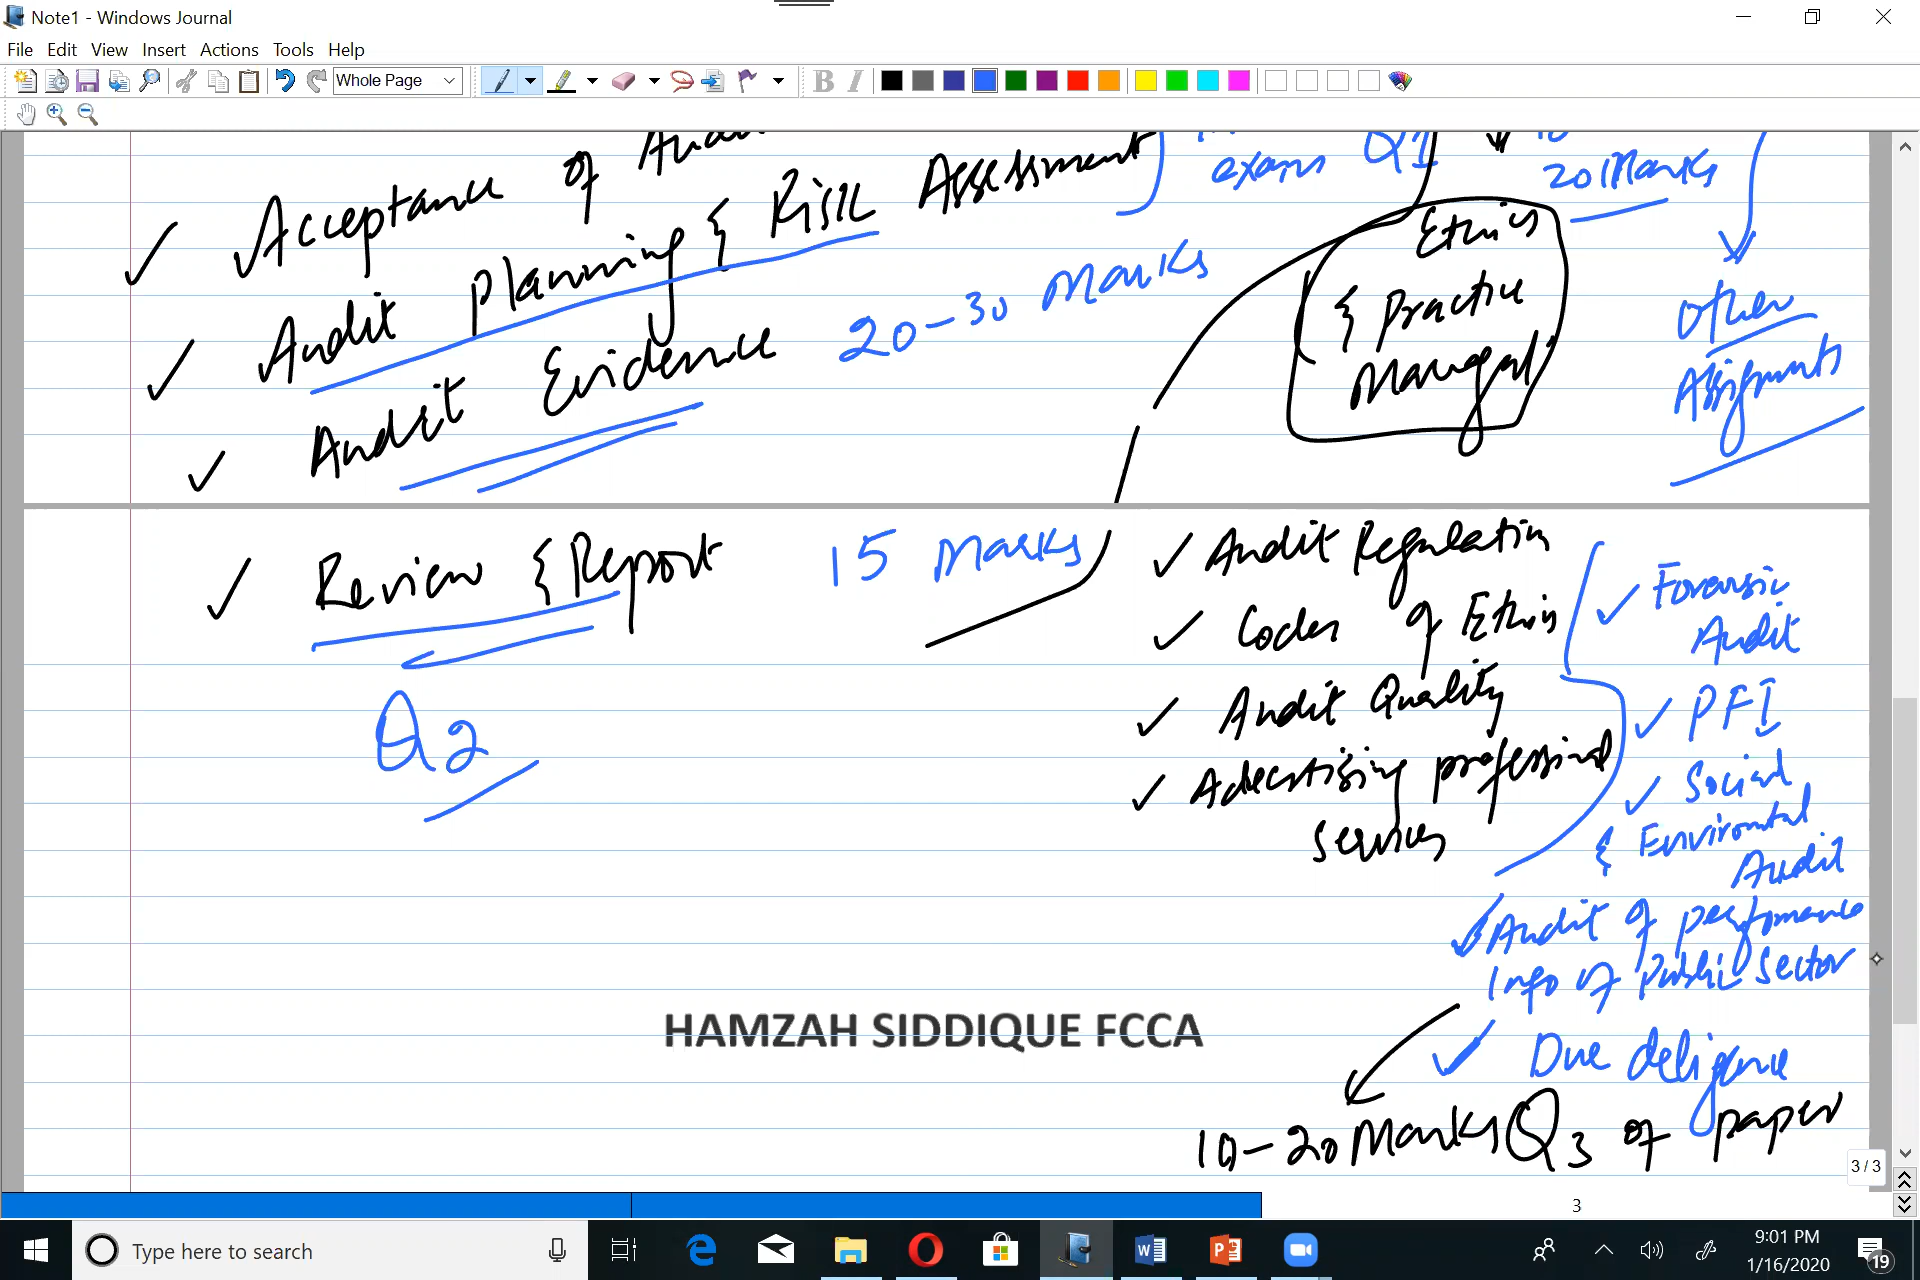 Note1 - Windows Journal
File Edit View Insert Actions Tools Help
Whole Page
B I
Acceptance of
Audit Planning & Risk Assessment
Audit Evidence 20-30 Marks
exams Q1
20 Marks
Ethics
& Practice
Other
Assignments
Review & Report 15 Marks
Q2
Audit Regulation
Codes of Ethics
Audit Quality
Advertising professional
services
Forensic
Audit
PFI
Social
& Enviromtal
Audit
Audit of performance
Info of Public Sector
Due deligence
10-20 Marks Q3 of paper
HAMZAH SIDDIQUE FCCA
3 / 3
3
Type here to search
9:01 PM
1/16/2020
19